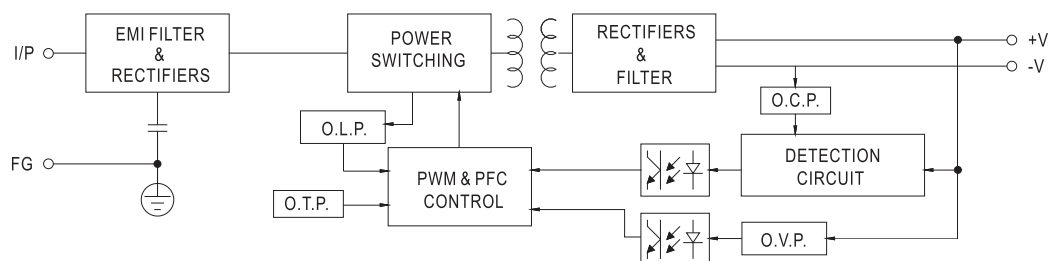 I/P
EMI FILTER
&
RECTIFIERS
POWER
SWITCHING
RECTIFIERS
&
FILTER
+V
-V
O.C.P.
O.L.P.
DETECTION
CIRCUIT
FG
PWM & PFC
CONTROL
O.T.P.
O.V.P.